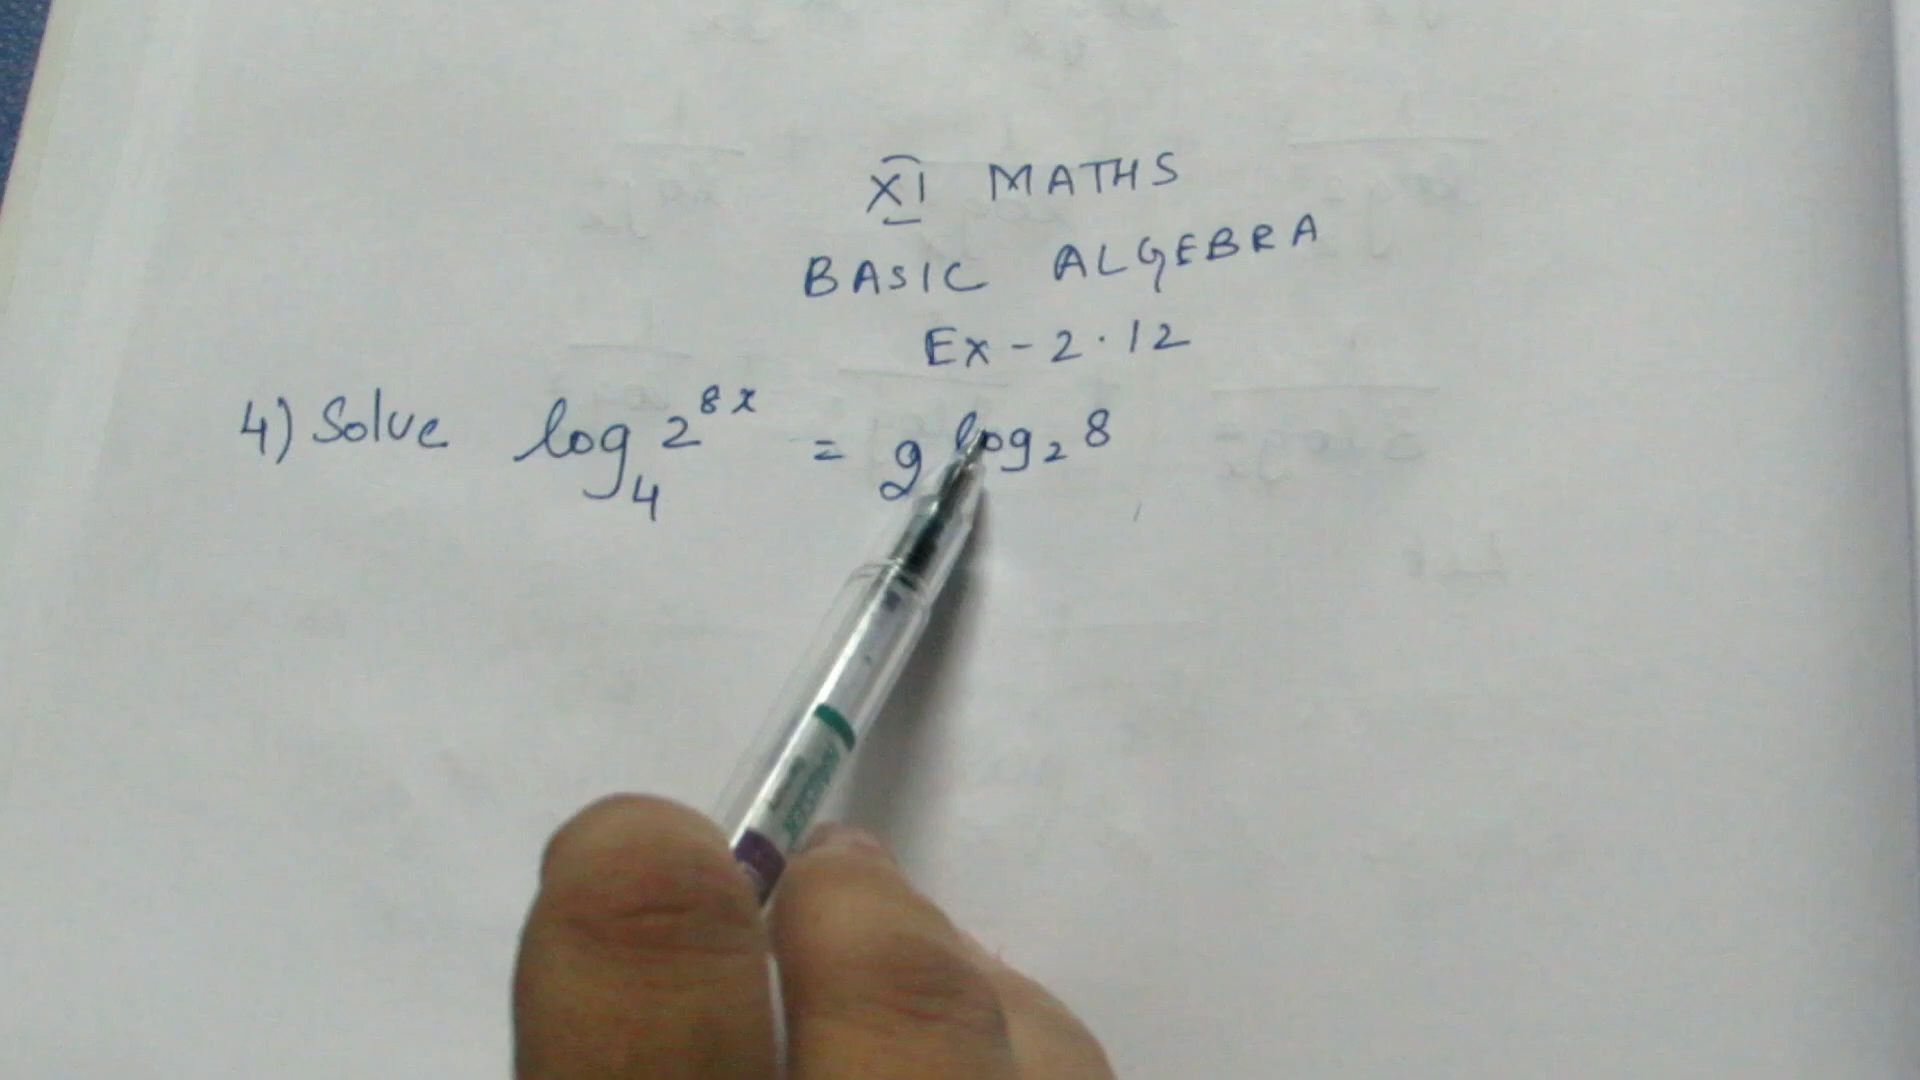 XI MATHS
BASIC ALGEBRA
Ex - 2.12
4) Solve log₄ 2^8x = 2^log₂ 8